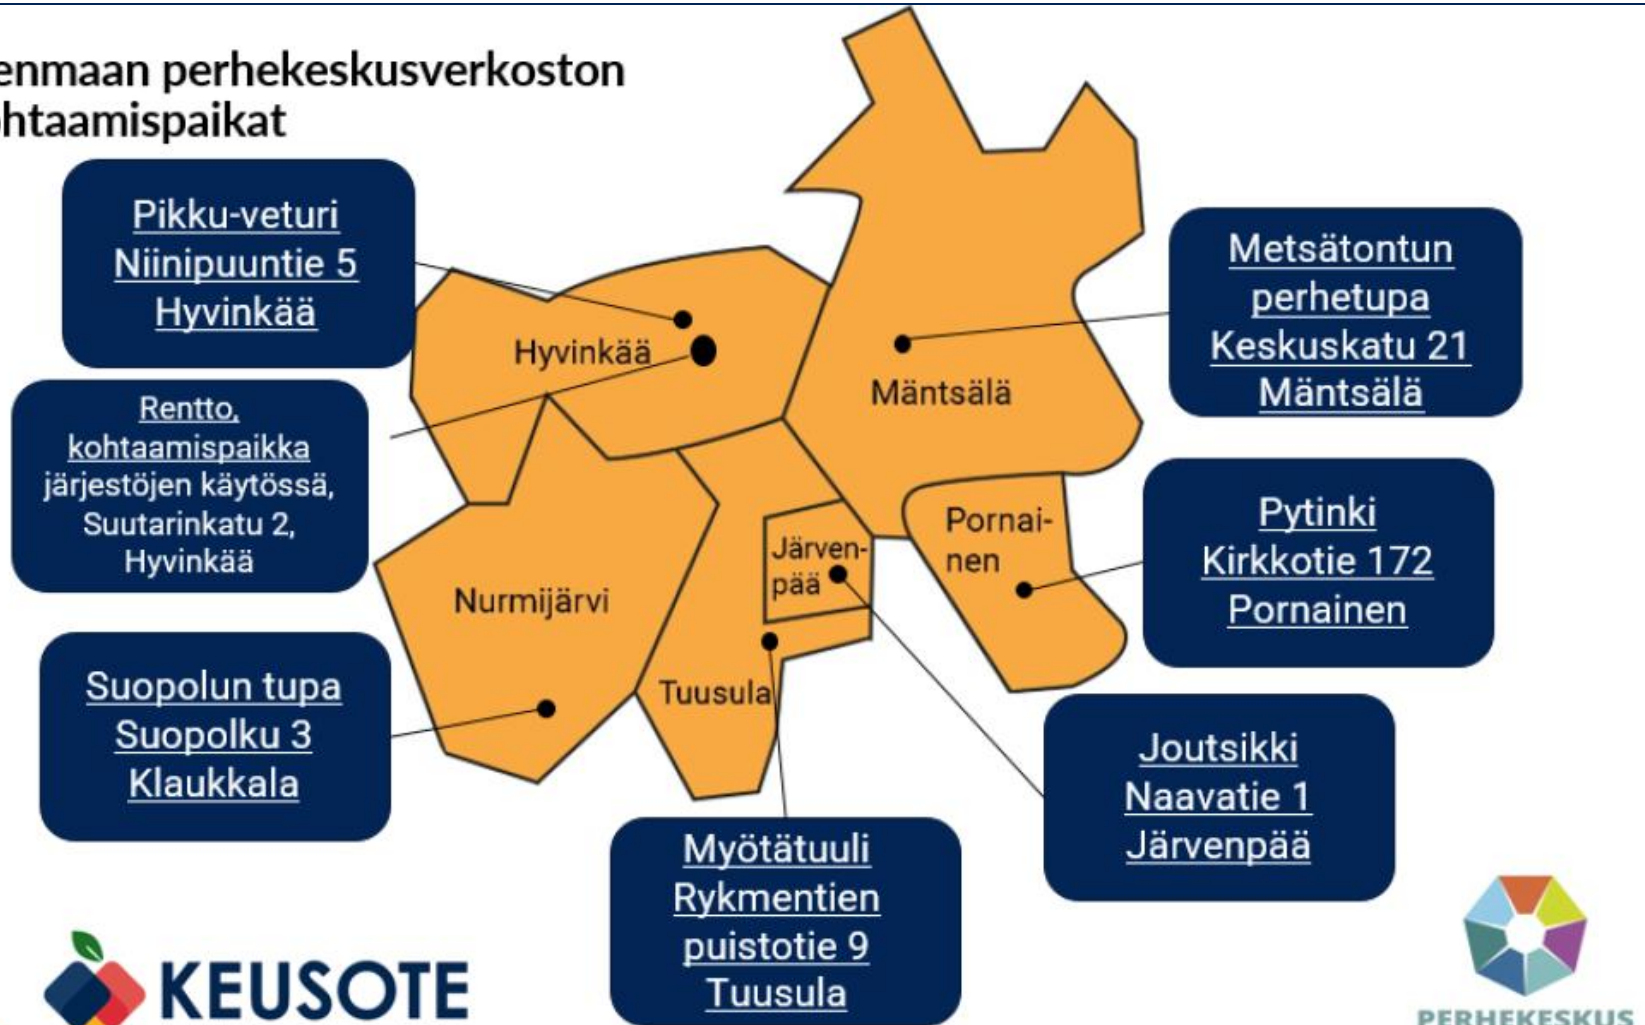 enmaan perhekeskusverkoston
htaamispaikat
Pikku-veturi
Niinipuuntie 5
Hyvinkää
Rentto,
kohtaamispaikka
järjestöjen käytössä,
Suutarinkatu 2,
Hyvinkää
Suopolun tupa
Suopolku 3
Klaukkala
Hyvinkää
Mäntsälä
Nurmijärvi
Järven-
pää
Tuusula
Pornai-
nen
Metsätontun
perhetupa
Keskuskatu 21
Mäntsälä
Pytinki
Kirkkotie 172
Pornainen
Joutsikki
Naavatie 1
Järvenpää
Myötätuuli
Rykmentien
puistotie 9
Tuusula
KEUSOTE
PERHEKESKUS